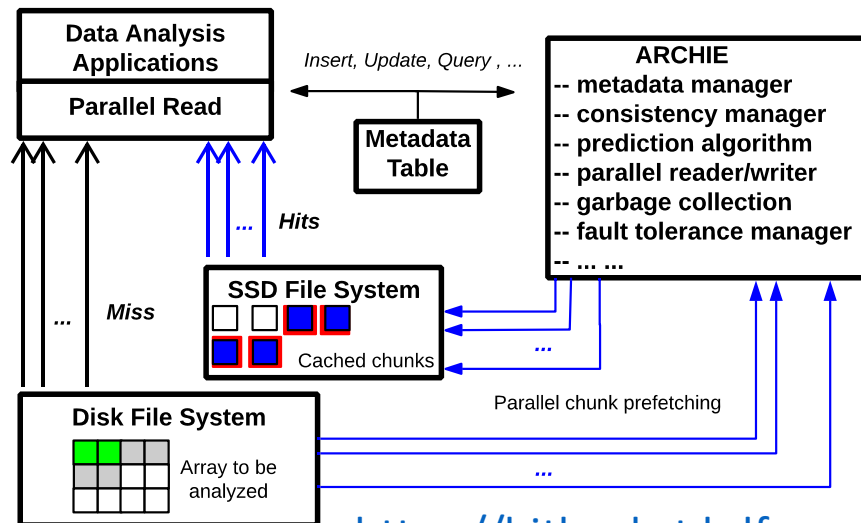 Data Analysis
Applications
Parallel Read
Insert, Update, Query , ...
Metadata
Table
ARCHIE
-- metadata manager
-- consistency manager
-- prediction algorithm
-- parallel reader/writer
-- garbage collection
-- fault tolerance manager
-- ... ...
... Hits
... Miss
SSD File System
Cached chunks
...
Parallel chunk prefetching
Disk File System
Array to be
analyzed
...